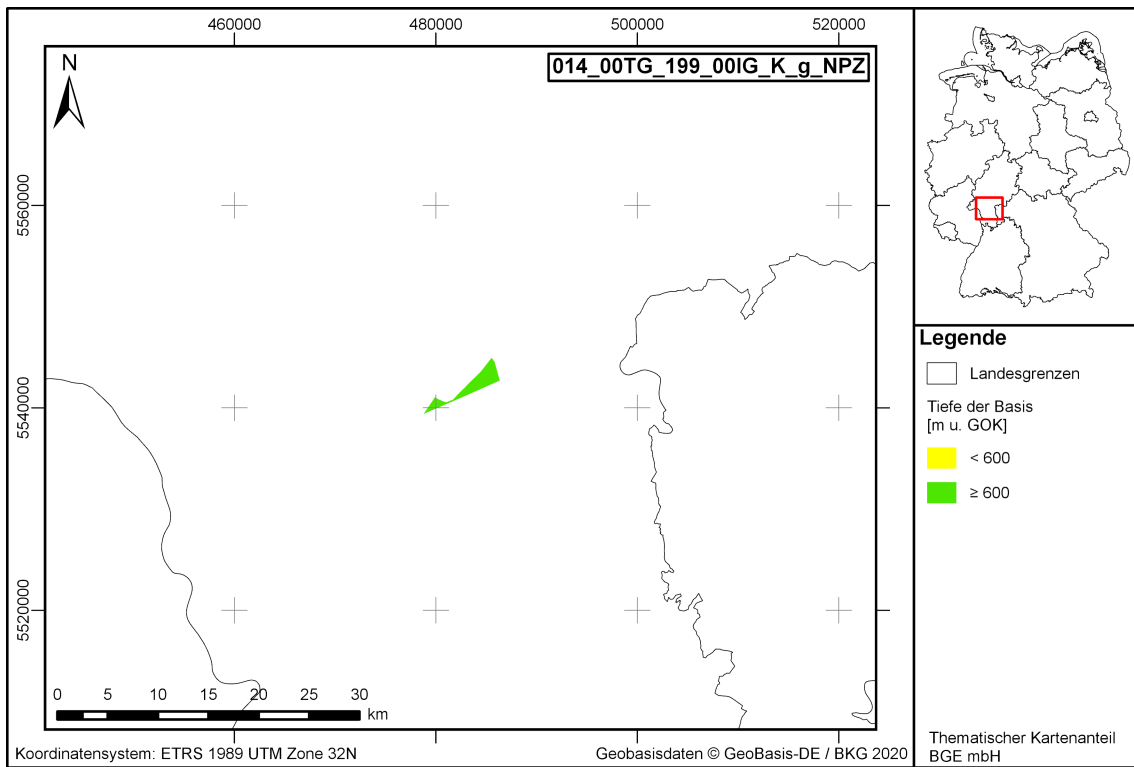 460000
480000
500000
520000
014_00TG_199_00IG_K_g_NPZ
N
5560000
5540000
5520000
0 5 10 15 20 25 30
km
Koordinatensystem: ETRS 1989 UTM Zone 32N
Geobasisdaten © GeoBasis-DE / BKG 2020
Legende
Landesgrenzen
Tiefe der Basis
[m u. GOK]
< 600
≥ 600
Thematischer Kartenanteil
BGE mbH